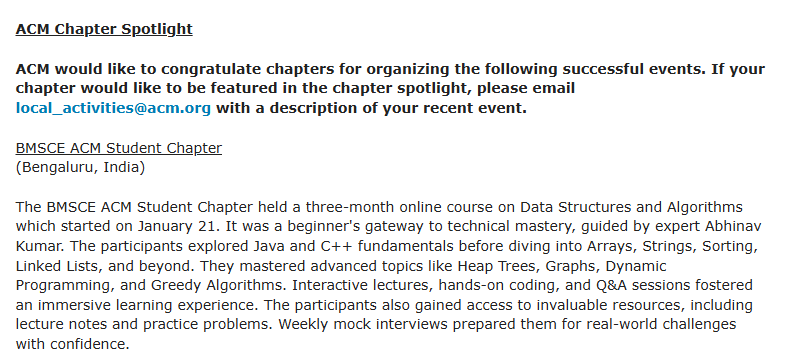 ACM Chapter Spotlight
ACM would like to congratulate chapters for organizing the following successful events. If your
chapter would like to be featured in the chapter spotlight, please email
local_activities@acm.org with a description of your recent event.
BMSCE ACM Student Chapter
(Bengaluru, India)
The BMSCE ACM Student Chapter held a three-month online course on Data Structures and Algorithms
which started on January 21. It was a beginner's gateway to technical mastery, guided by expert Abhinav
Kumar. The participants explored Java and C++ fundamentals before diving into Arrays, Strings, Sorting,
Linked Lists, and beyond. They mastered advanced topics like Heap Trees, Graphs, Dynamic
Programming, and Greedy Algorithms. Interactive lectures, hands-on coding, and Q&A sessions fostered
an immersive learning experience. The participants also gained access to invaluable resources, including
lecture notes and practice problems. Weekly mock interviews prepared them for real-world challenges
with confidence.